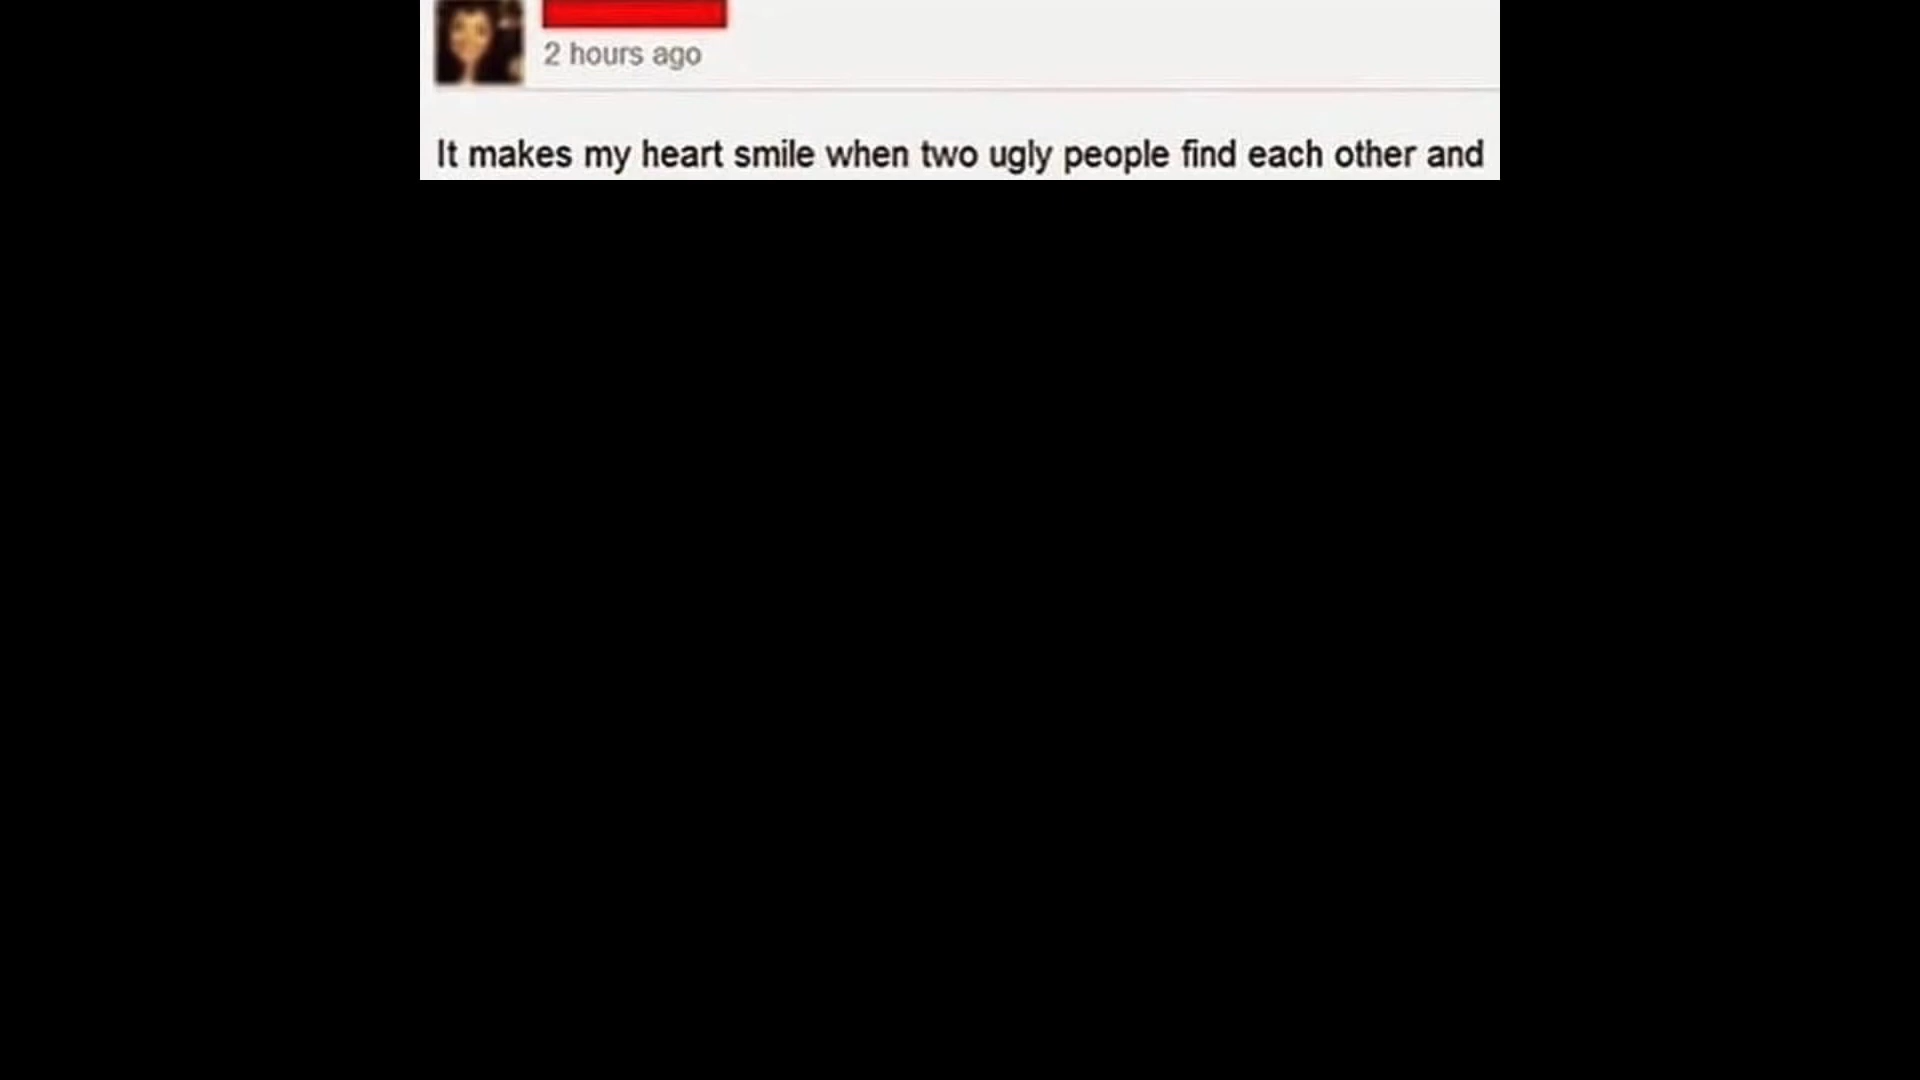 2 hours ago
It makes my heart smile when two ugly people find each other and